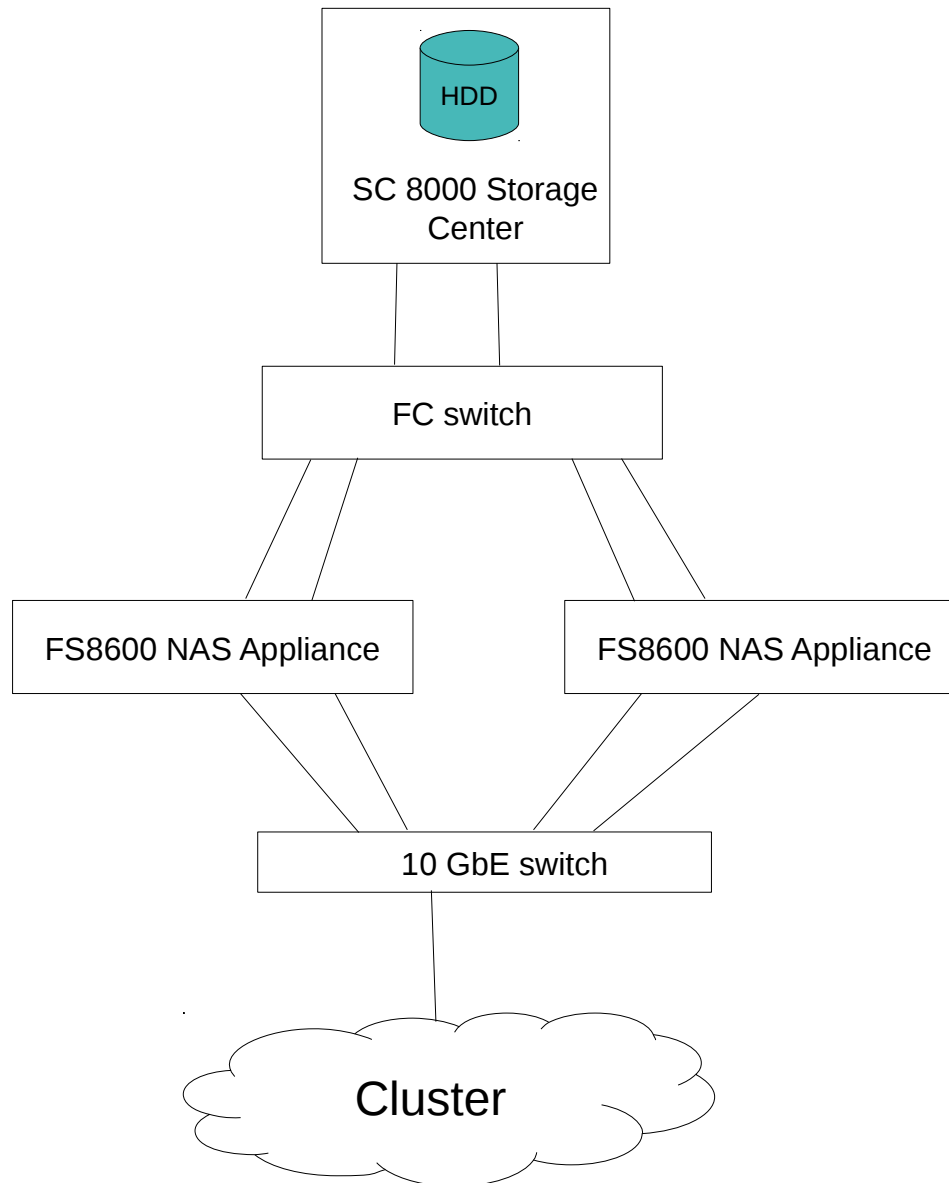 HDD
SC 8000 Storage
Center
FC switch
FS8600 NAS Appliance
FS8600 NAS Appliance
10 GbE switch
Cluster